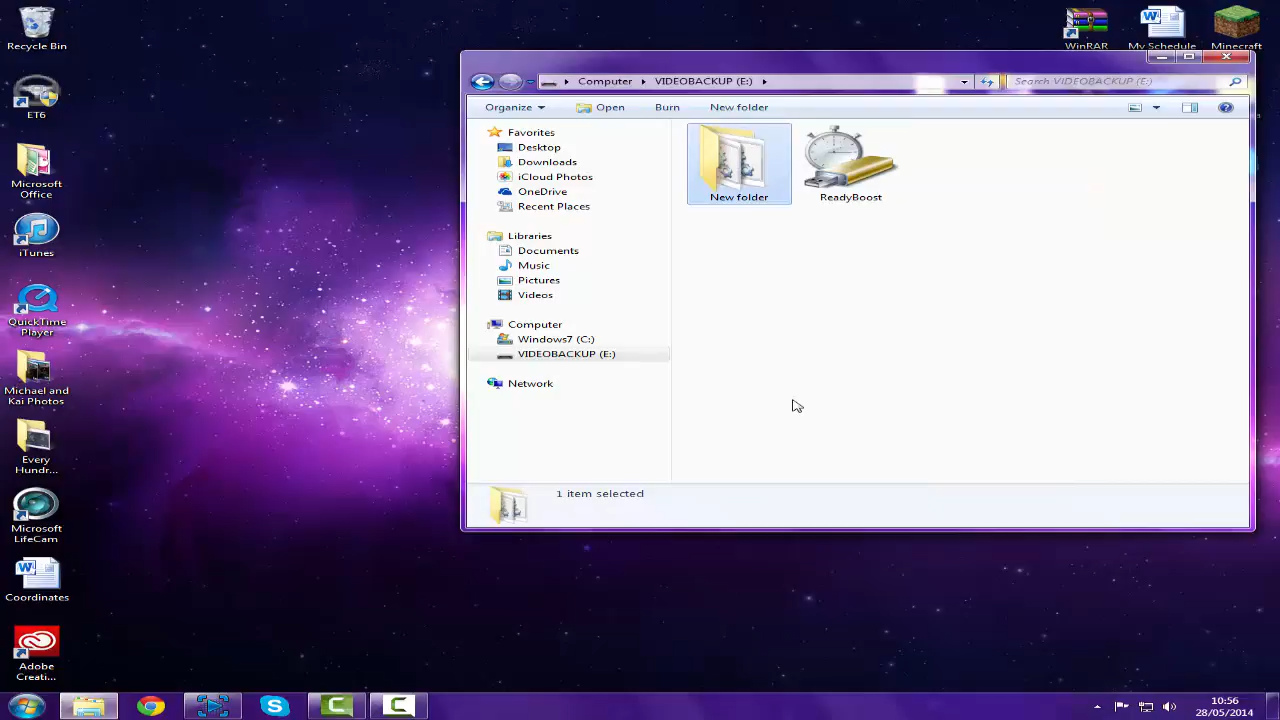 Recycle Bin
ET6
Microsoft
Office
iTunes
QuickTime
Player
Michael and
Kai Photos
Every
Hundr...
Microsoft
LifeCam
Coordinates
Adobe
Creati...
WinRAR
My Schedule
Minecraft
Computer
VIDEOBACKUP (E:)
Search VIDEOBACKUP (E:)
Organize
Open
Burn
New folder
Favorites
Desktop
Downloads
iCloud Photos
OneDrive
Recent Places
Libraries
Documents
Music
Pictures
Videos
Computer
Windows7 (C:)
VIDEOBACKUP (E:)
Network
New folder
ReadyBoost
1 item selected
10:56
28/05/2014